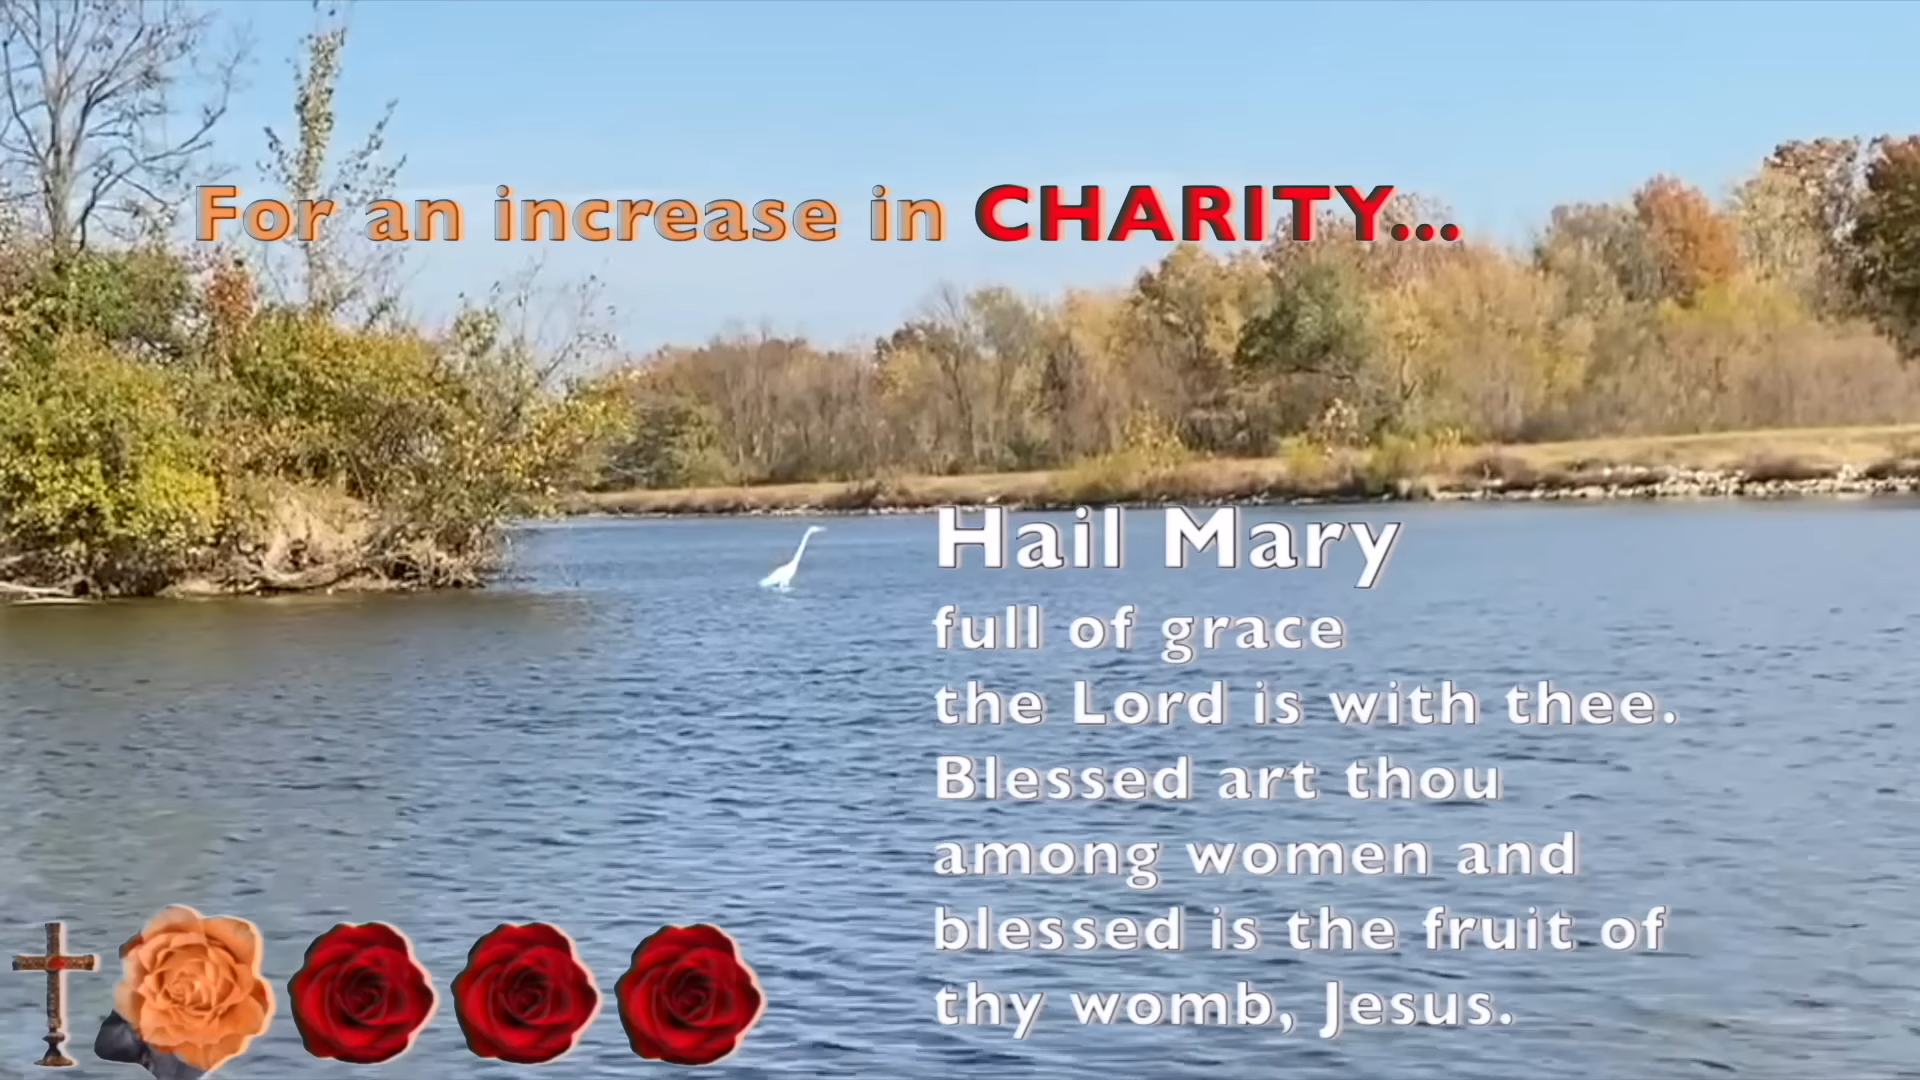 For an increase in CHARITY...
Hail Mary
full of grace
the Lord is with thee.
Blessed art thou
among women and
blessed is the fruit of
thy womb, Jesus.